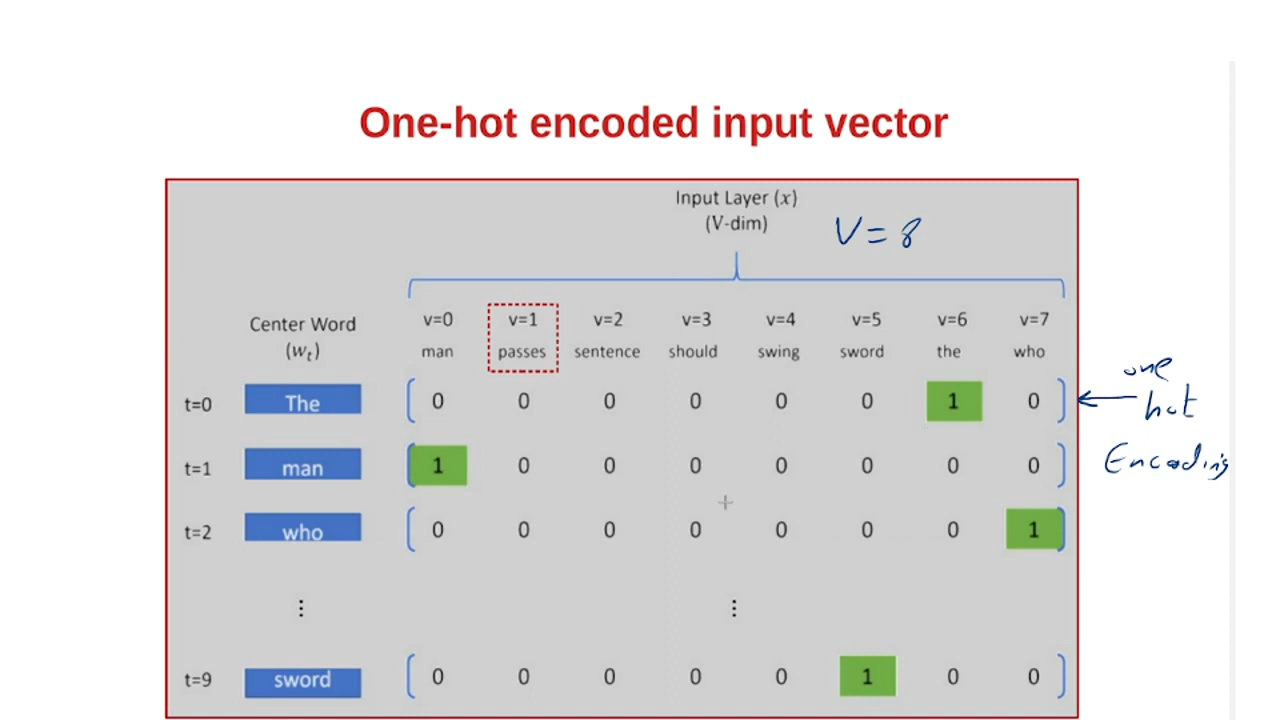 One-hot encoded input vector
Input Layer (x)
(V-dim)
V = 8
Center Word
(wₜ)
v=0 v=1 v=2 v=3 v=4 v=5 v=6 v=7
man passes sentence should swing sword the who
t=0 The 0 0 0 0 0 0 1 0
one
hot
Encoding
t=1 man 1 0 0 0 0 0 0 0
t=2 who 0 0 0 0 0 0 0 1
⋮ ⋮
t=9 sword 0 0 0 0 0 1 0 0